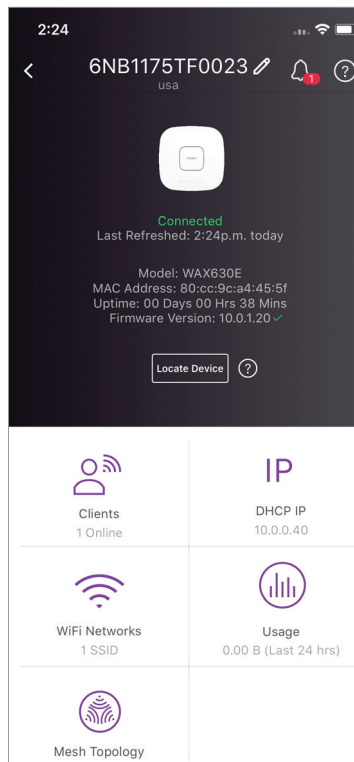 2:24
6NB1175TF0023
1
?
usa
Connected
Last Refreshed: 2:24p.m. today
Model: WAX630E
MAC Address: 80:cc:9c:a4:45:5f
Uptime: 00 Days 00 Hrs 38 Mins
Firmware Version: 10.0.1.20
Locate Device
?
Clients
1 Online
IP
DHCP IP
10.0.0.40
WiFi Networks
1 SSID
Usage
0.00 B (Last 24 hrs)
Mesh Topology